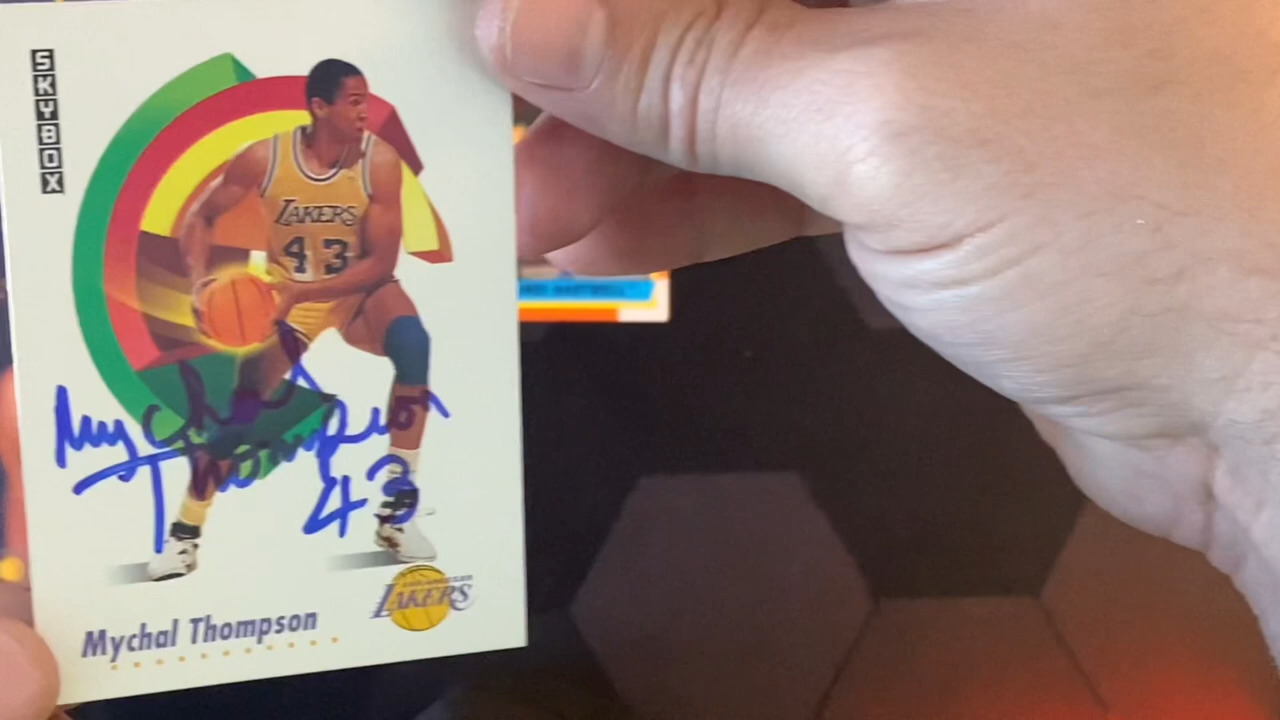 SKYBOX
LAKERS
43
Mychal
Thompson
43
LAKERS
Mychal Thompson